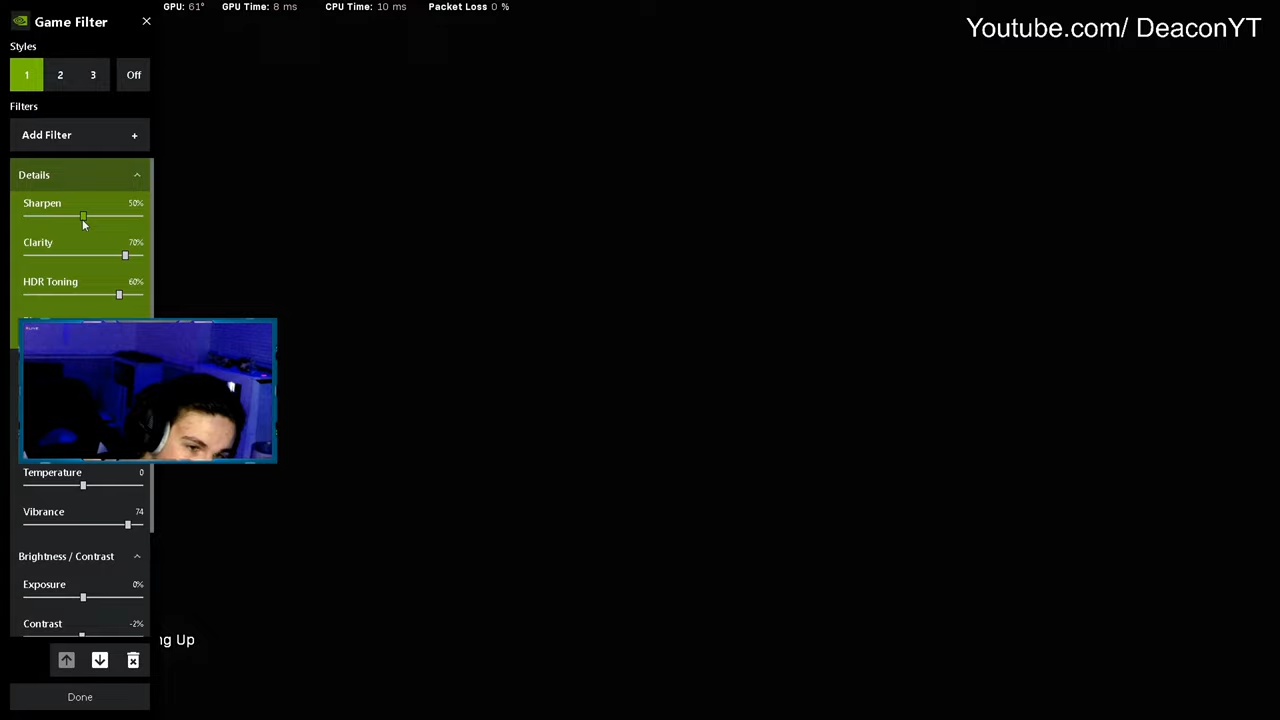 GPU: 61° GPU Time: 8 ms CPU Time: 10 ms Packet Loss 0 %
Game Filter
Youtube.com/ DeaconYT
Styles
1 2 3 Off
Filters
Add Filter +
Details
Sharpen 50%
Clarity 70%
HDR Toning 60%
Temperature 0
Vibrance 74
Brightness / Contrast
Exposure 0%
Contrast -2%
ng Up
Done